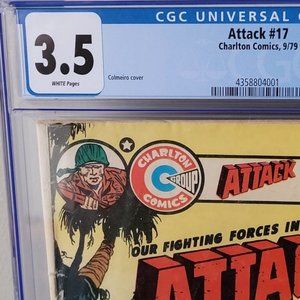 CGC UNIVERSAL
3.5
WHITE Pages
Attack #17
Charlton Comics, 9/79
Colmeiro cover
4358804001
CHARLTON
C
GROUP
COMICS
ATTACK
OUR FIGHTING FORCES IN
ATTACK